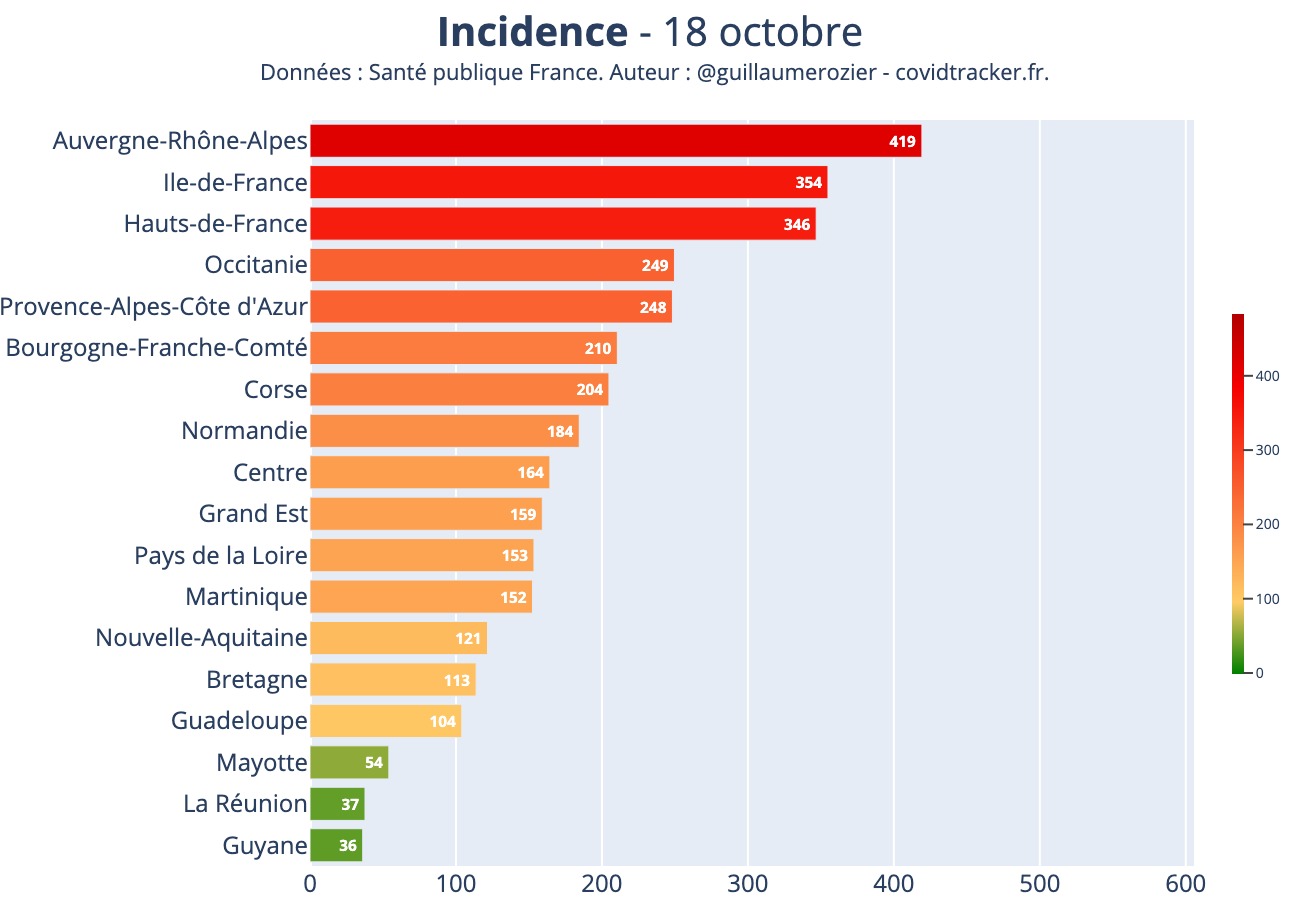 Incidence - 18 octobre
Données : Santé publique France. Auteur : @guillaumerozier - covidtracker.fr.
Auvergne-Rhône-Alpes 419
Ile-de-France 354
Hauts-de-France 346
Occitanie 249
Provence-Alpes-Côte d'Azur 248
Bourgogne-Franche-Comté 210
Corse 204
Normandie 184
Centre 164
Grand Est 159
Pays de la Loire 153
Martinique 152
Nouvelle-Aquitaine 121
Bretagne 113
Guadeloupe 104
Mayotte 54
La Réunion 37
Guyane 36
0 100 200 300 400 500 600
400
300
200
100
0